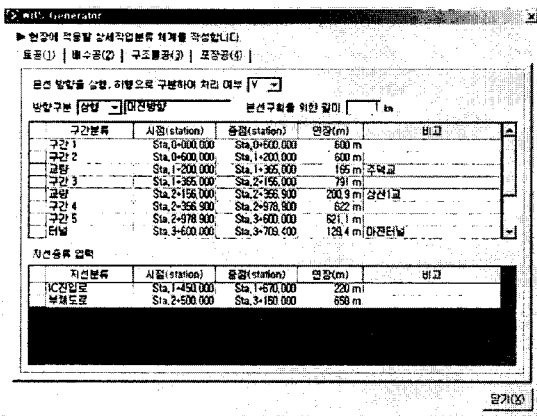 WBS Generator
▶ 현장에 적용할 상세작업분류 체계를 작성합니다.
토공(1) 배수공(2) 구조물공(3) 포장공(4)
본선 방향을 상행, 하행으로 구분하여 처리 여부 Y
방향구분 상행 마전방향 본선구획을 위한 길이 1 km
구간분류 시점(station) 종점(station) 연장(m) 비고
구간 1 Sta.0+000.000 Sta.0+600.000 600 m
구간 2 Sta.0+600.000 Sta.1+200.000 600 m
교량 Sta.1+200.000 Sta.1+365.000 165 m 주덕교
구간 3 Sta.1+365.000 Sta.2+156.000 791 m
교량 Sta.2+156.000 Sta.2+356.900 200.9 m 상선1교
구간 4 Sta.2+356.900 Sta.2+978.900 622 m
구간 5 Sta.2+978.900 Sta.3+600.000 621.1 m
터널 Sta.3+600.000 Sta.3+709.400 129.4 m 마전터널
지선종류 입력
지선분류 시점(station) 종점(station) 연장(m) 비고
IC진입로 Sta.1+450.000 Sta.1+670.000 220 m
부체도로 Sta.2+500.000 Sta.3+150.000 650 m
닫기(X)